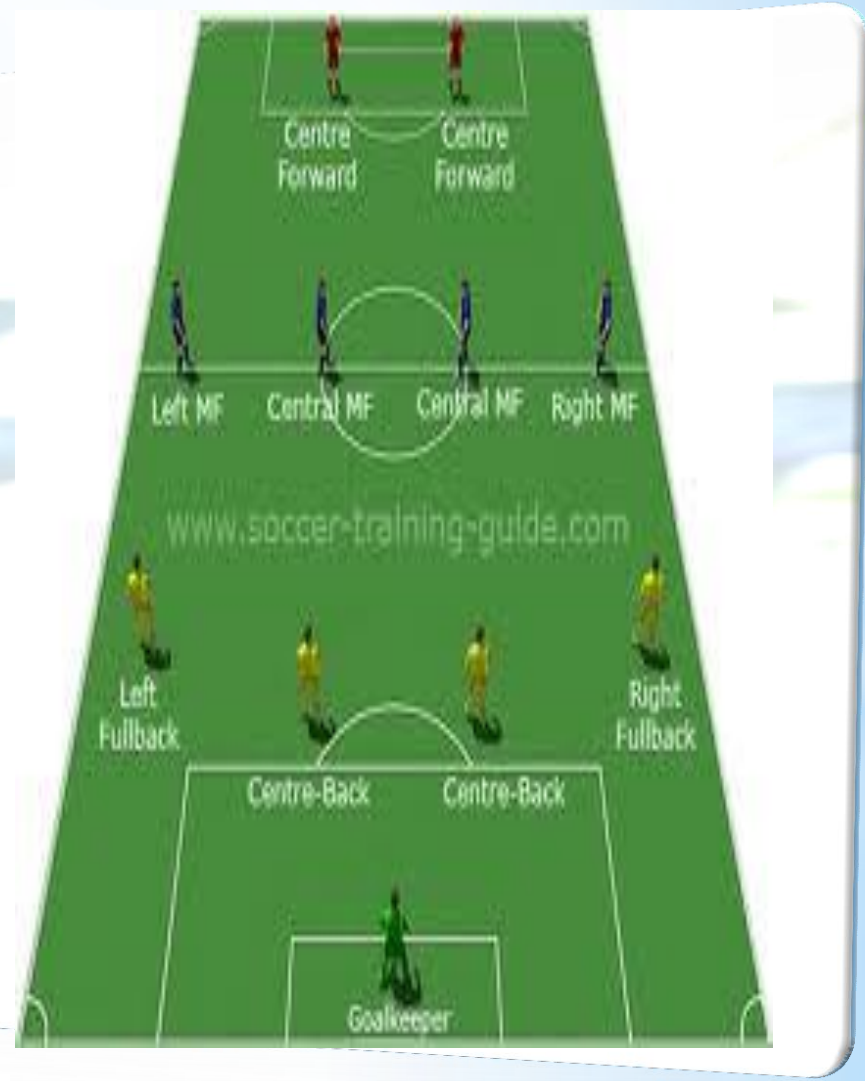 Centre Centre
Forward Forward
Left MF Central MF Central MF Right MF
www.soccer-training-guide.com
Left Right
Fullback Fullback
Centre-Back Centre-Back
Goalkeeper